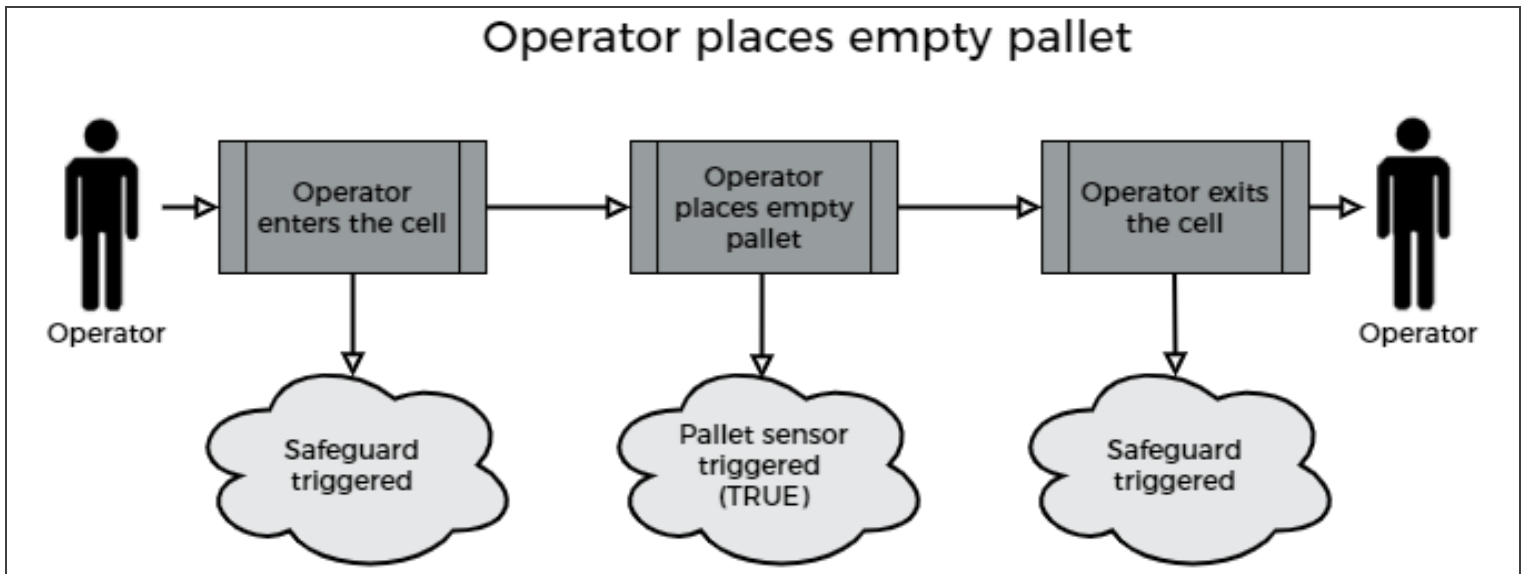 Operator places empty pallet
Operator
enters the cell
Operator
places empty
pallet
Operator exits
the cell
Operator
Operator
Safeguard
triggered
Pallet sensor
triggered
(TRUE)
Safeguard
triggered